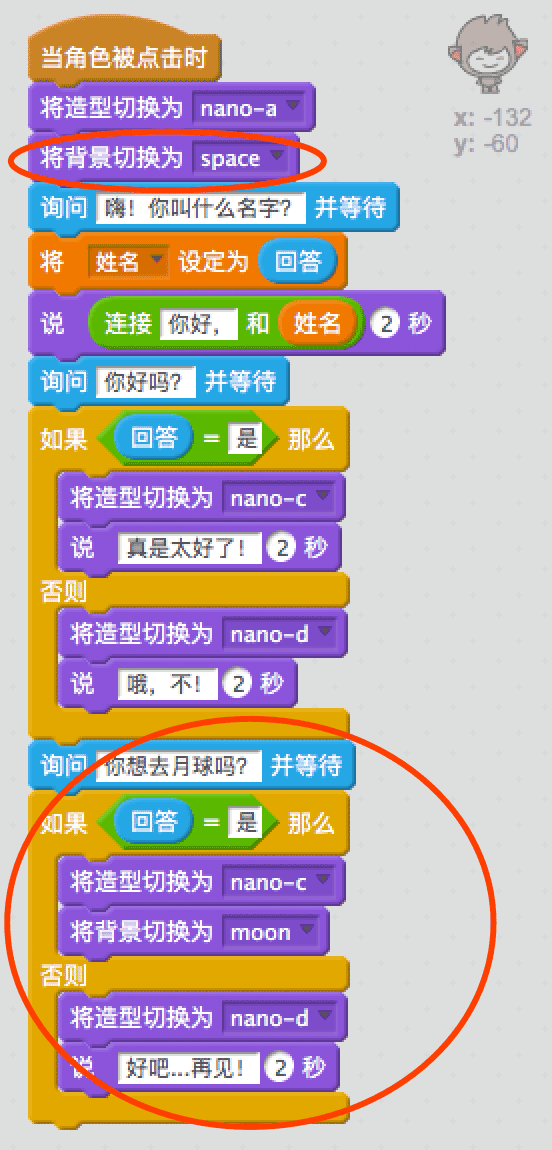 当角色被点击时
x: -132
y: -60
将造型切换为 nano-a
将背景切换为 space
询问 嗨！你叫什么名字？ 并等待
将 姓名 设定为 回答
说 连接 你好， 和 姓名 2 秒
询问 你好吗？ 并等待
如果 回答 = 是 那么
将造型切换为 nano-c
说 真是太好了！ 2 秒
否则
将造型切换为 nano-d
说 哦，不！ 2 秒
询问 你想去月球吗？ 并等待
如果 回答 = 是 那么
将造型切换为 nano-c
将背景切换为 moon
否则
将造型切换为 nano-d
说 好吧...再见！ 2 秒